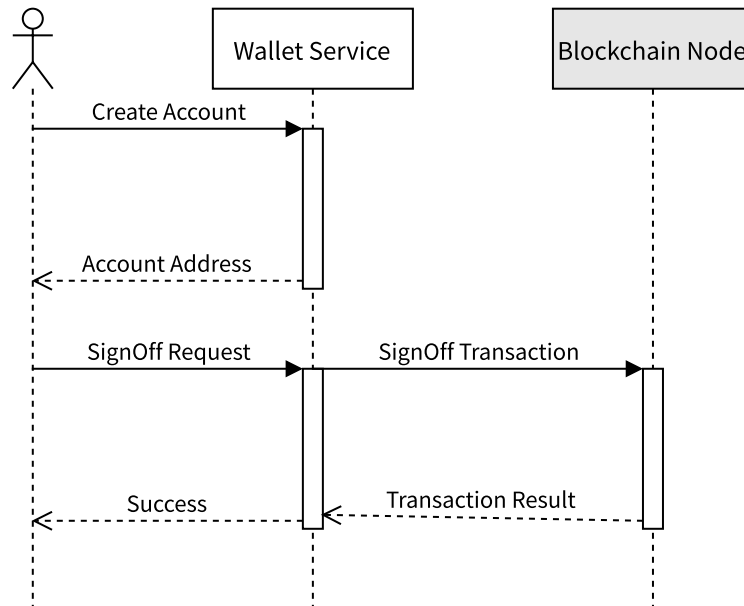 Wallet Service
Blockchain Node
Create Account
Account Address
SignOff Request
SignOff Transaction
Transaction Result
Success